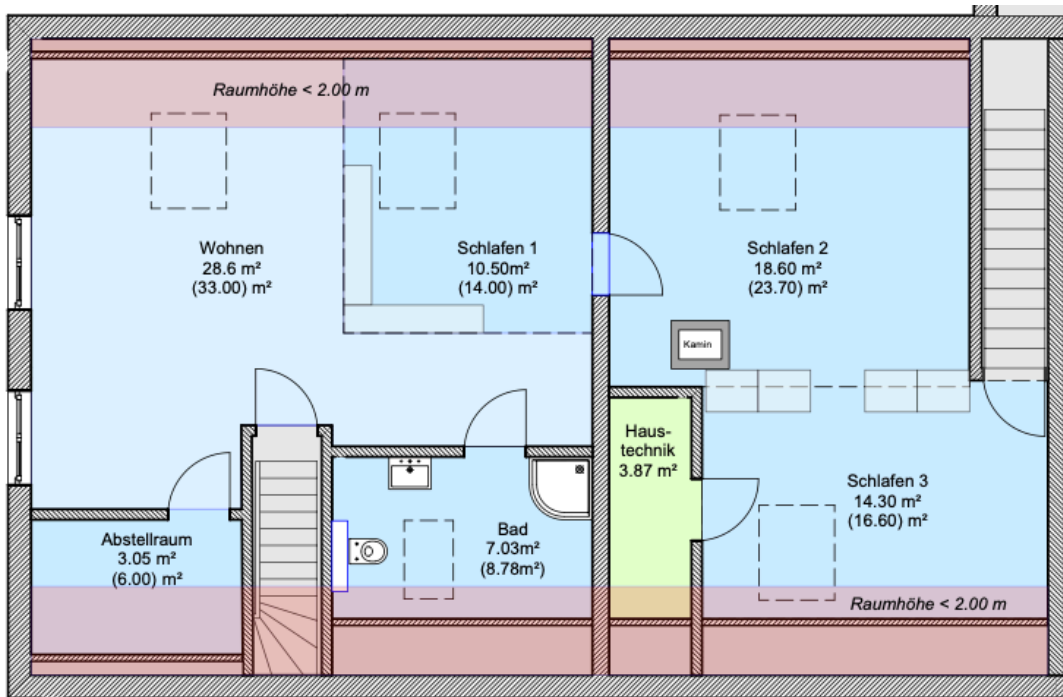 Raumhöhe < 2.00 m
Wohnen
28.6 m²
(33.00) m²
Schlafen 1
10.50m²
(14.00) m²
Schlafen 2
18.60 m²
(23.70) m²
Kamin
Haus-
technik
3.87 m²
Schlafen 3
14.30 m²
(16.60) m²
Abstellraum
3.05 m²
(6.00) m²
Bad
7.03m²
(8.78m²)
Raumhöhe < 2.00 m